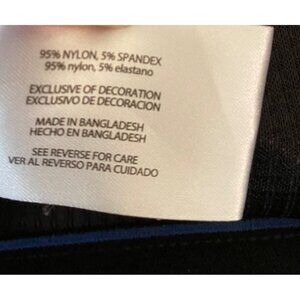 95% NYLON, 5% SPANDEX
95% nylon, 5% elastano
EXCLUSIVE OF DECORATION
EXCLUSIVO DE DECORACION
MADE IN BANGLADESH
HECHO EN BANGLADESH
SEE REVERSE FOR CARE
VER AL REVERSO PARA CUIDADO